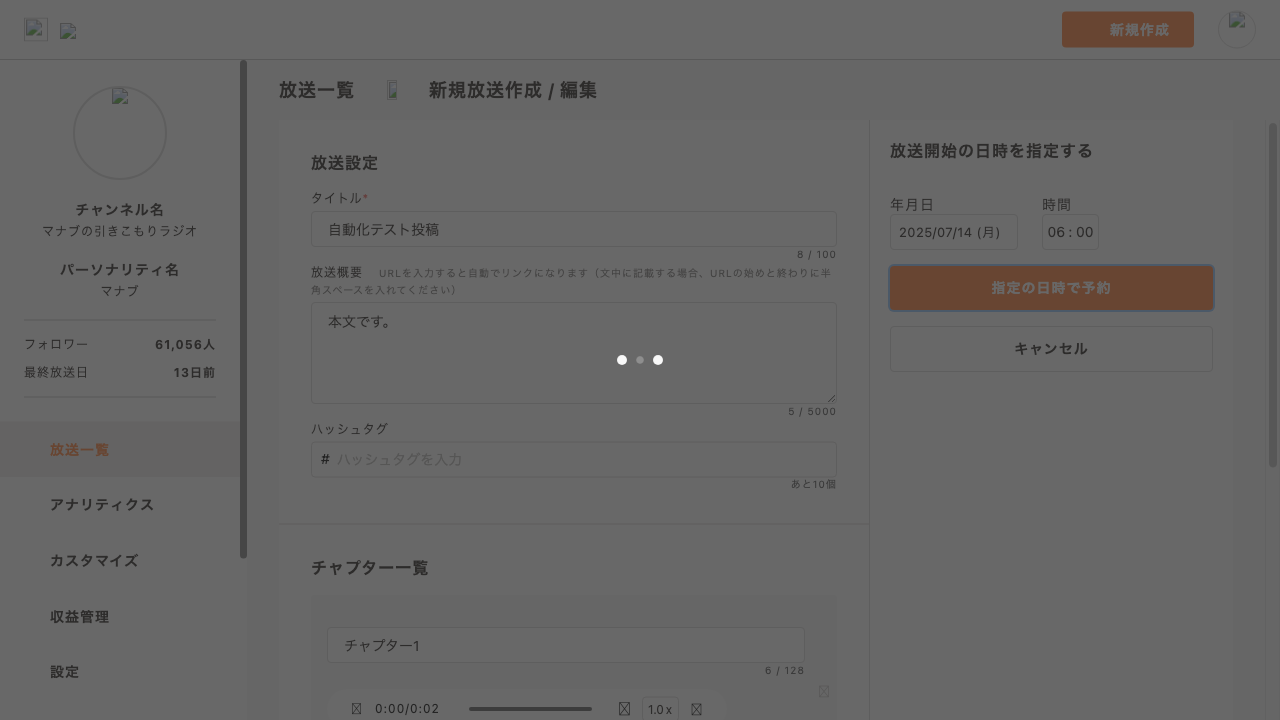 新規作成
チャンネル名
マナブの引きこもりラジオ
パーソナリティ名
マナブ
フォロワー 61,056人
最終放送日 13日前
放送一覧
アナリティクス
カスタマイズ
収益管理
設定
放送一覧 新規放送作成 / 編集
放送設定
タイトル*
自動化テスト投稿
8 / 100
放送概要 URLを入力すると自動でリンクになります（文中に記載する場合、URLの始めと終わりに半
角スペースを入れてください）
本文です。
5 / 5000
ハッシュタグ
# ハッシュタグを入力
あと10個
チャプター一覧
チャプター1
6 / 128
0:00/0:02 1.0x
放送開始の日時を指定する
年月日 時間
2025/07/14 (月) 06 : 00
指定の日時で予約
キャンセル